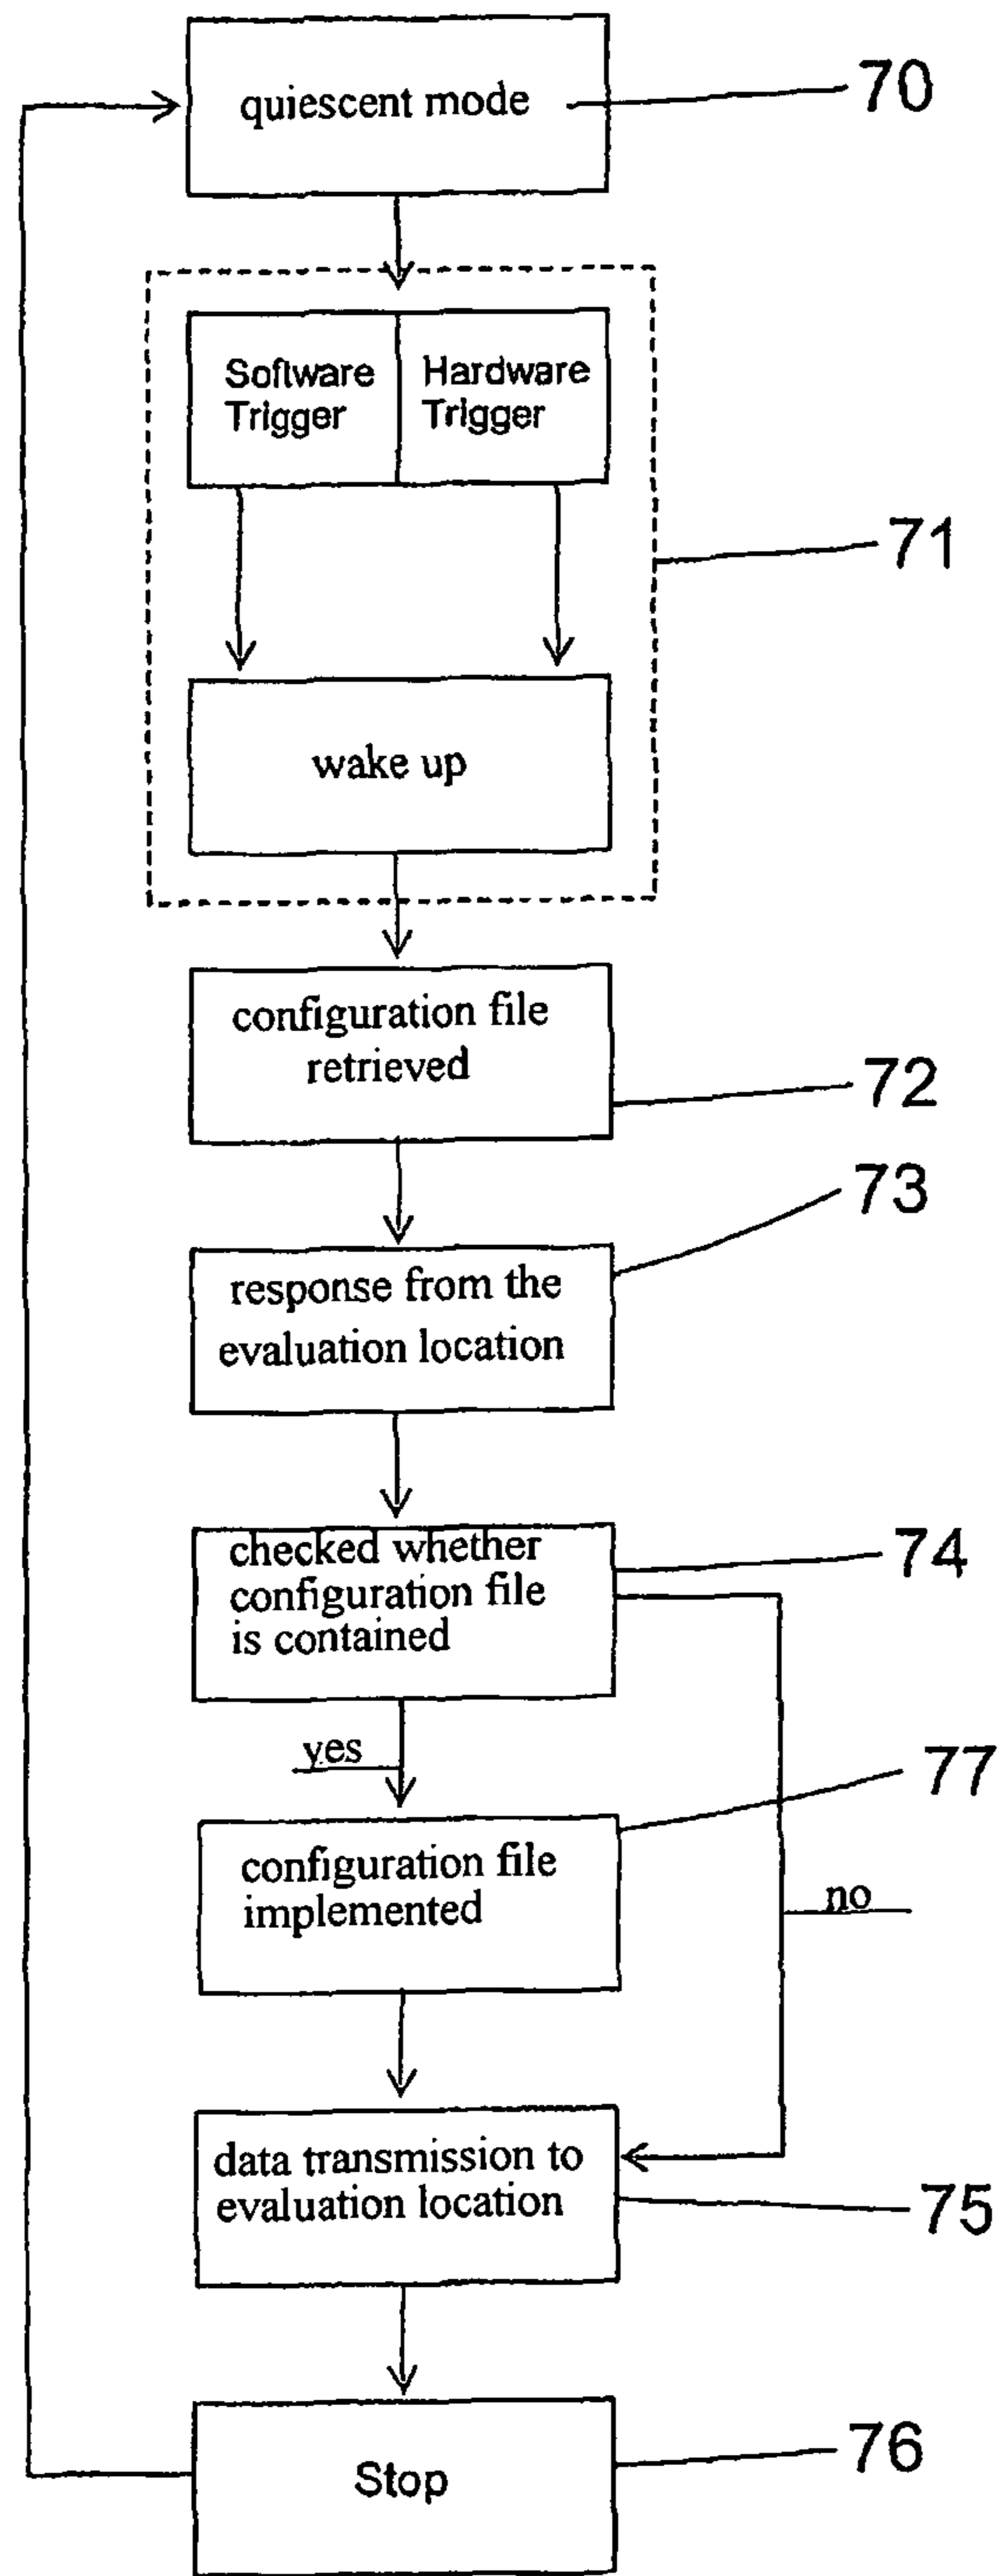 quiescent mode
70
Software
Trigger
Hardware
Trigger
71
wake up
configuration file
retrieved
72
73
response from the
evaluation location
checked whether
configuration file
is contained
74
yes
77
configuration file
implemented
no
data transmission to
evaluation location
75
Stop
76